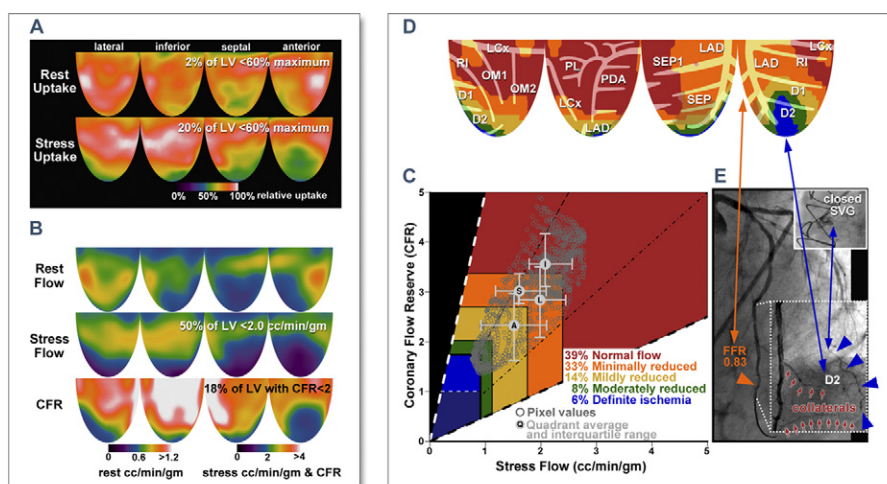 A
lateral inferior septal anterior
2% of LV <60% maximum
Rest
Uptake
20% of LV <60% maximum
Stress
Uptake
0% 50% 100% relative uptake
B
Rest
Flow
50% of LV <2.0 cc/min/gm
Stress
Flow
18% of LV with CFR<2
CFR
0 0.6 >1.2
rest cc/min/gm
0 2 >4
stress cc/min/gm & CFR
D
LCx LAD LCx
RI PL SEP1 LAD RI
OM1 PDA
D1 OM2 SEP D1
D2 LCx D2
LAD
C
Coronary Flow Reserve (CFR)
5
4
3
2
1
0
I
S
L
A
39% Normal flow
33% Minimally reduced
14% Mildly reduced
8% Moderately reduced
6% Definite ischemia
Pixel values
Quadrant average
and interquartile range
0 1 2 3 4 5
Stress Flow (cc/min/gm)
E
closed
SVG
FFR
0.83
D2
collaterals